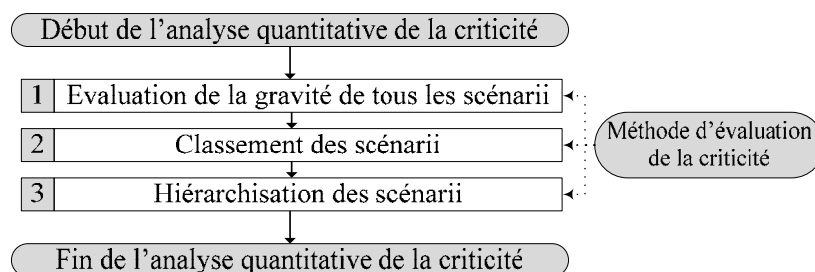 Début de l'analyse quantitative de la criticité
1 Evaluation de la gravité de tous les scénarii
2 Classement des scénarii
3 Hiérarchisation des scénarii
Méthode d'évaluation
de la criticité
Fin de l'analyse quantitative de la criticité